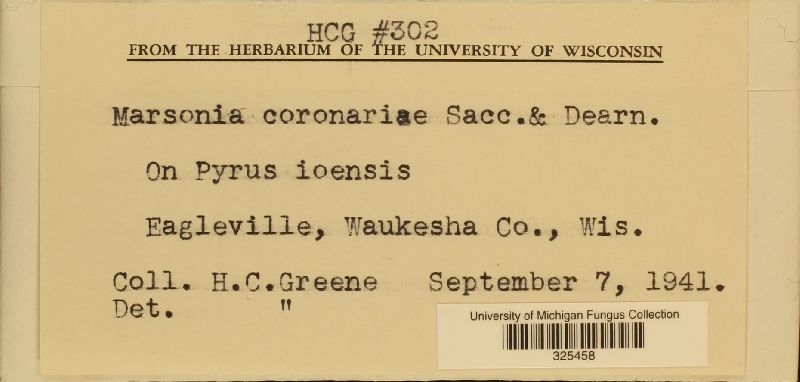 HCG #302
FROM THE HERBARIUM OF THE UNIVERSITY OF WISCONSIN
Marsonia coronariae Sacc.& Dearn.
On Pyrus ioensis
Eagleville, Waukesha Co., Wis.
Coll. H.C.Greene September 7, 1941.
Det. "
University of Michigan Fungus Collection
325458